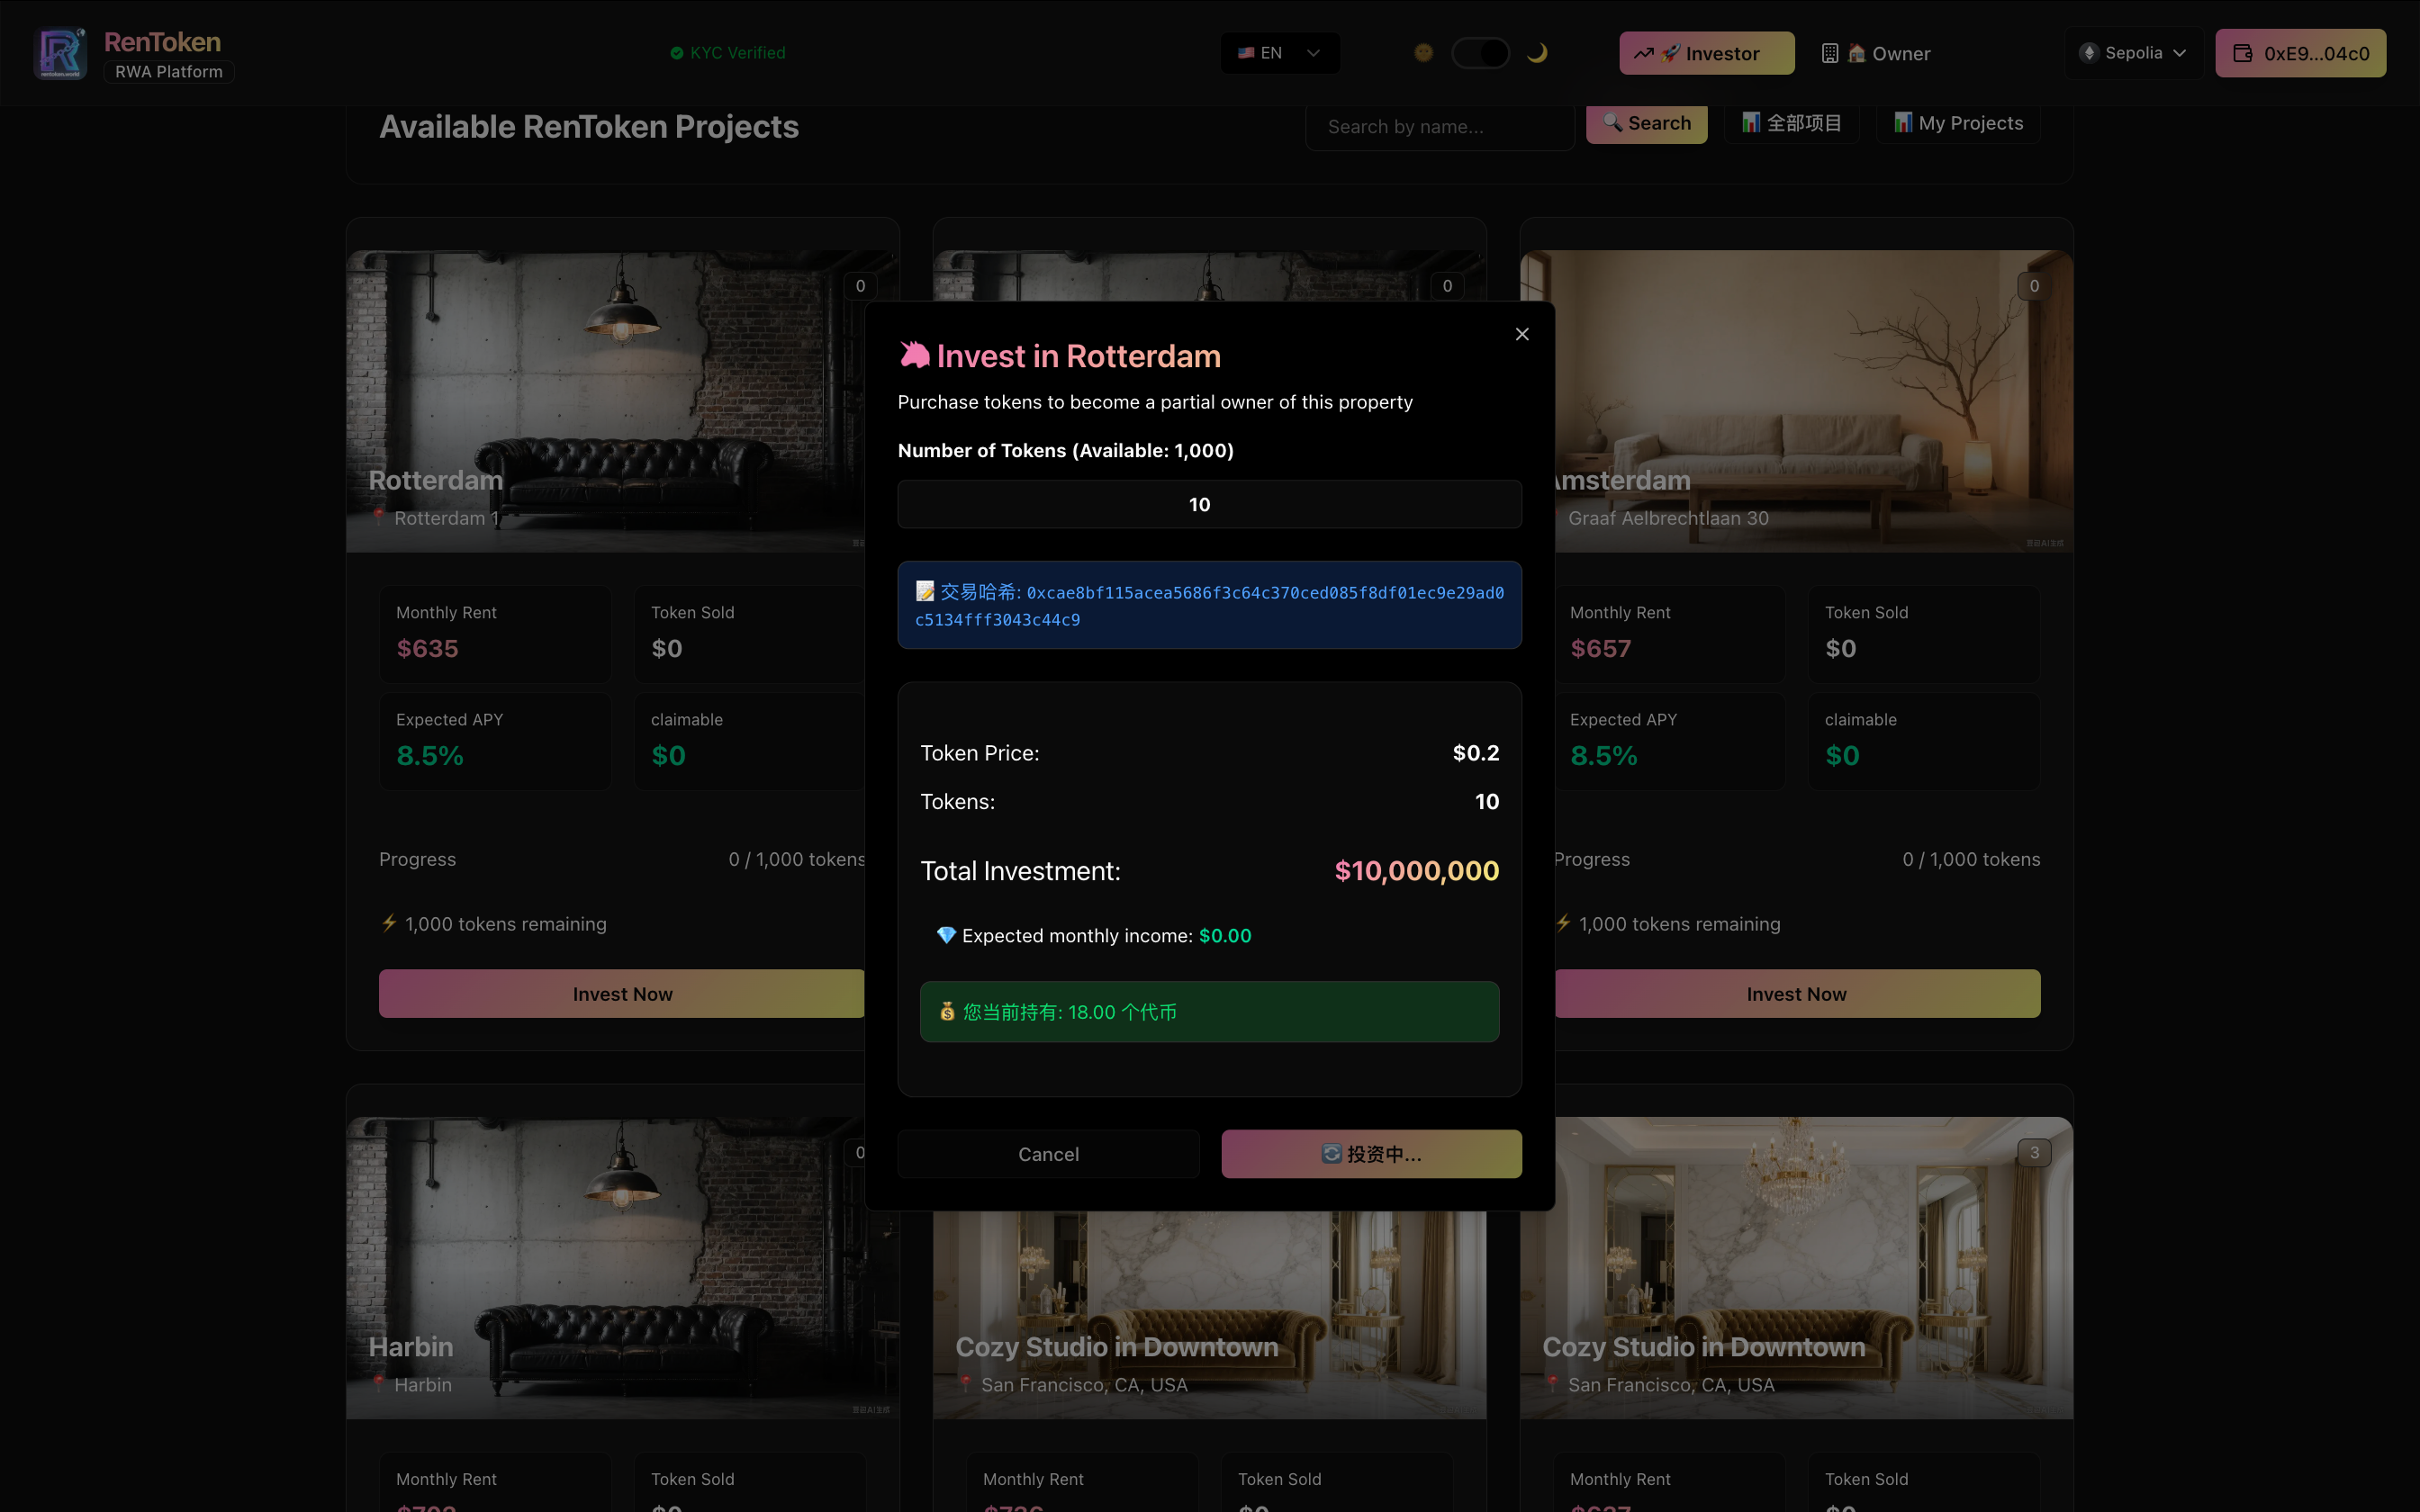 RenToken
RWA Platform
KYC Verified
🇺🇸 EN
🚀 Investor
🏠 Owner
Sepolia
0xE9...04c0
Available RenToken Projects
Search by name...
🔍 Search
📊 全部项目
📊 My Projects
0
0
0
Rotterdam
📍 Rotterdam 1
Amsterdam
Graaf Aelbrechtlaan 30
Monthly Rent
$635
Token Sold
$0
Expected APY
8.5%
claimable
$0
Progress
0 / 1,000 tokens
⚡ 1,000 tokens remaining
Invest Now
🦄 Invest in Rotterdam
Purchase tokens to become a partial owner of this property
Number of Tokens (Available: 1,000)
10
📝 交易哈希: 0xcae8bf115acea5686f3c64c370ced085f8df01ec9e29ad0
c5134fff3043c44c9
Token Price:
$0.2
Tokens:
10
Total Investment:
$10,000,000
💎 Expected monthly income: $0.00
💰 您当前持有: 18.00 个代币
Cancel
🔄 投资中...
Monthly Rent
$657
Token Sold
$0
Expected APY
8.5%
claimable
$0
Progress
0 / 1,000 tokens
⚡ 1,000 tokens remaining
Invest Now
0
3
Harbin
📍 Harbin
Cozy Studio in Downtown
📍 San Francisco, CA, USA
Cozy Studio in Downtown
📍 San Francisco, CA, USA
Monthly Rent
Token Sold
Monthly Rent
Token Sold
Monthly Rent
Token Sold